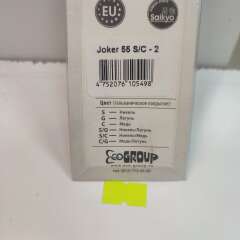 EU
Saikyo
Joker 55 S/C - 2
4 752076 105498
Цвет (гальваническое покрытие)
S - Никель
G - Латунь
C - Медь
S/G - Никель/Латунь
S/C - Никель/Медь
C/G - Медь/Латунь
EcoGROUP